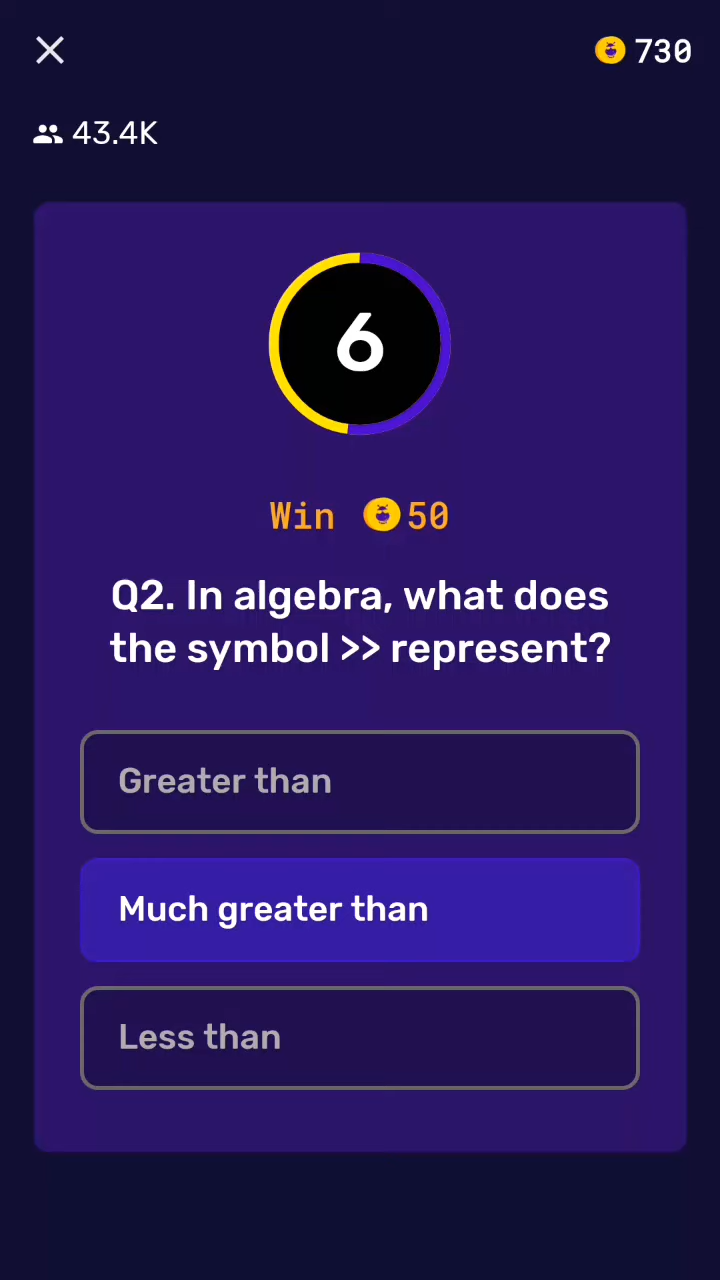 730
43.4K
6
Win 50
Q2. In algebra, what does
the symbol >> represent?
Greater than
Much greater than
Less than